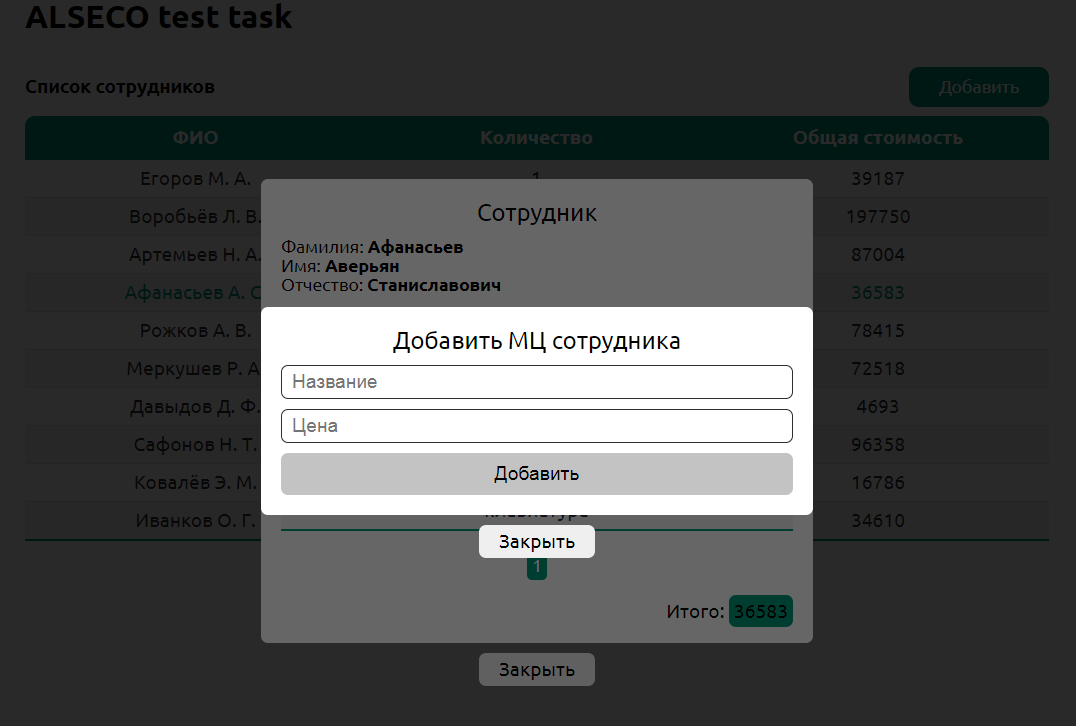 ALSECO test task
Список сотрудников
Добавить
ФИО Количество Общая стоимость
Егоров М. А. 1 39187
Воробьёв Л. В. 197750
Артемьев Н. А. 87004
Афанасьев А. С 36583
Рожков А. В. 78415
Меркушев Р. А 72518
Давыдов Д. Ф. 4693
Сафонов Н. Т. 96358
Ковалёв Э. М. 16786
Иванков О. Г. 34610
Сотрудник
Фамилия: Афанасьев
Имя: Аверьян
Отчество: Станиславович
Добавить МЦ сотрудника
Название
Цена
Добавить
Закрыть
1
Итого: 36583
Закрыть